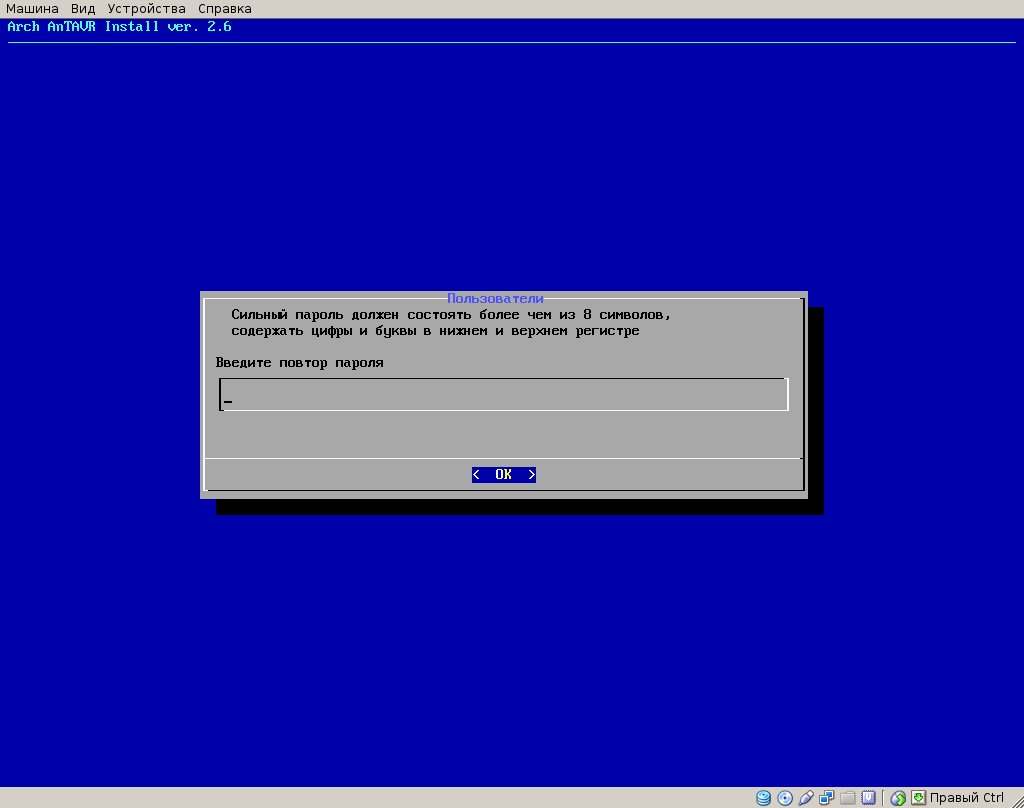 Машина Вид Устройства Справка
Arch AnTAVR Install ver. 2.6
Пользователи
Сильный пароль должен состоять более чем из 8 символов,
содержать цифры и буквы в нижнем и верхнем регистре
Введите повтор пароля
< OK >
Правый Ctrl